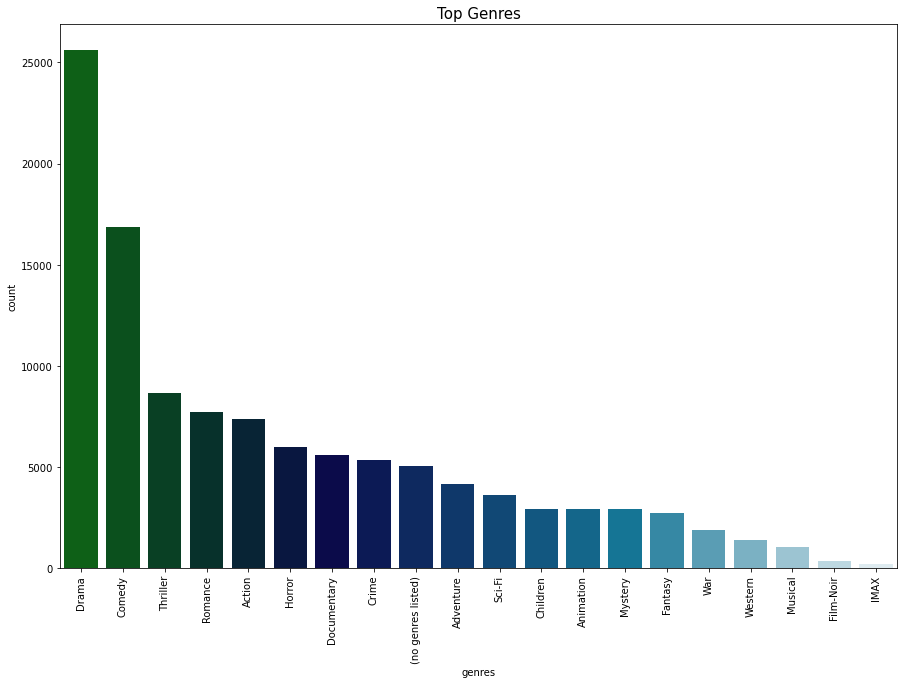 Top Genres
25000
20000
15000
10000
5000
0
count
Drama
Comedy
Thriller
Romance
Action
Horror
Documentary
Crime
(no genres listed)
Adventure
Sci-Fi
Children
Animation
Mystery
Fantasy
War
Western
Musical
Film-Noir
IMAX
genres